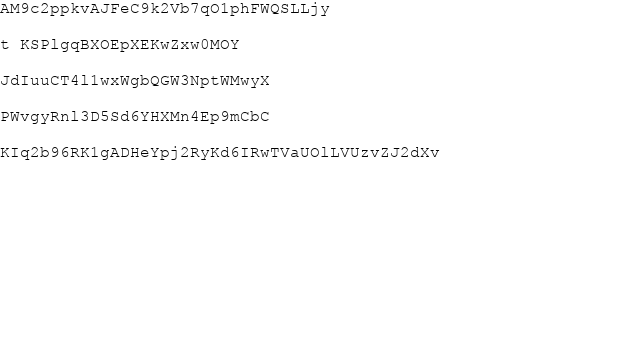 AM9c2ppkvAJFeC9k2Vb7qO1phFWQSLLjy
t KSPlgqBXOEpXEKwZxw0MOY
JdIuuCT4l1wxWgbQGW3NptWMwyX
PWvgyRnl3D5Sd6YHXMn4Ep9mCbC
KIq2b96RK1gADHeYpj2RyKd6IRwTVaUOlLVUzvZJ2dXv